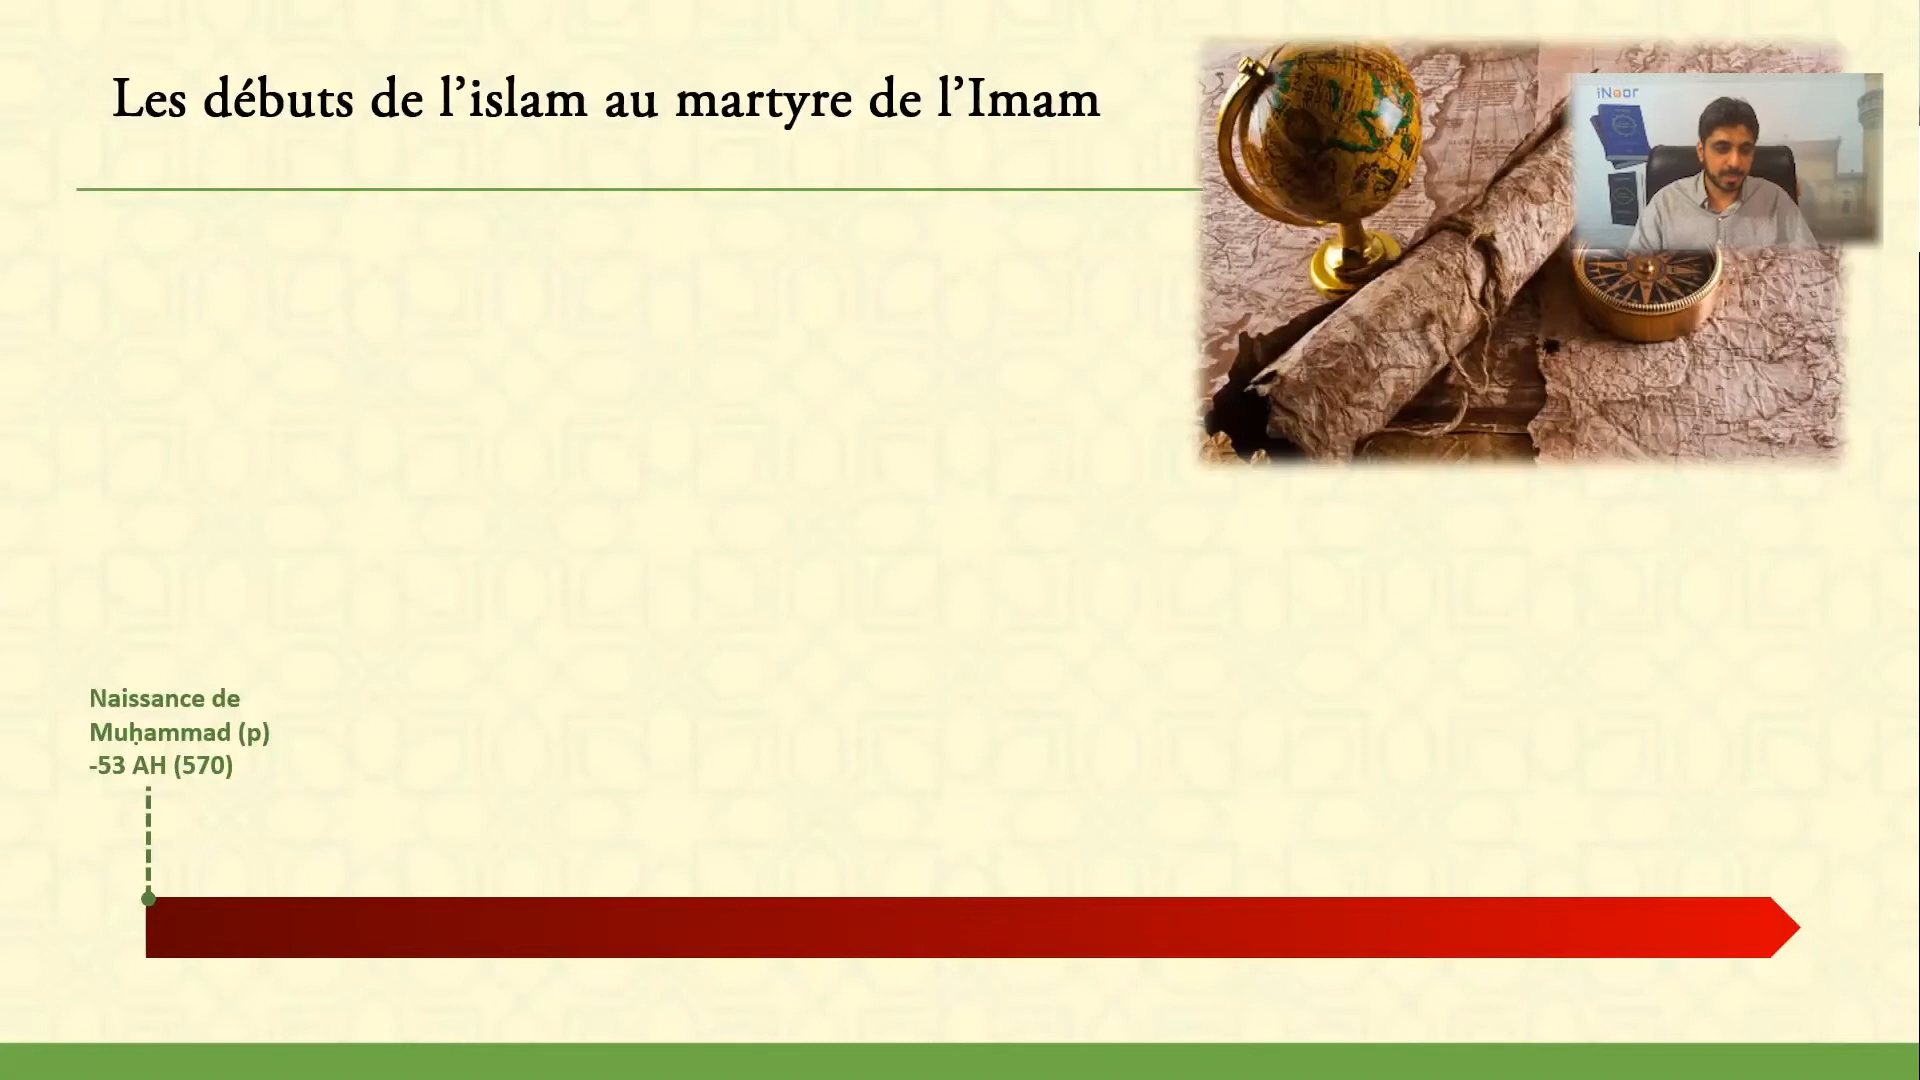 Les débuts de l’islam au martyre de l’Imam
iNoor
Naissance de
Muḥammad (p)
-53 AH (570)